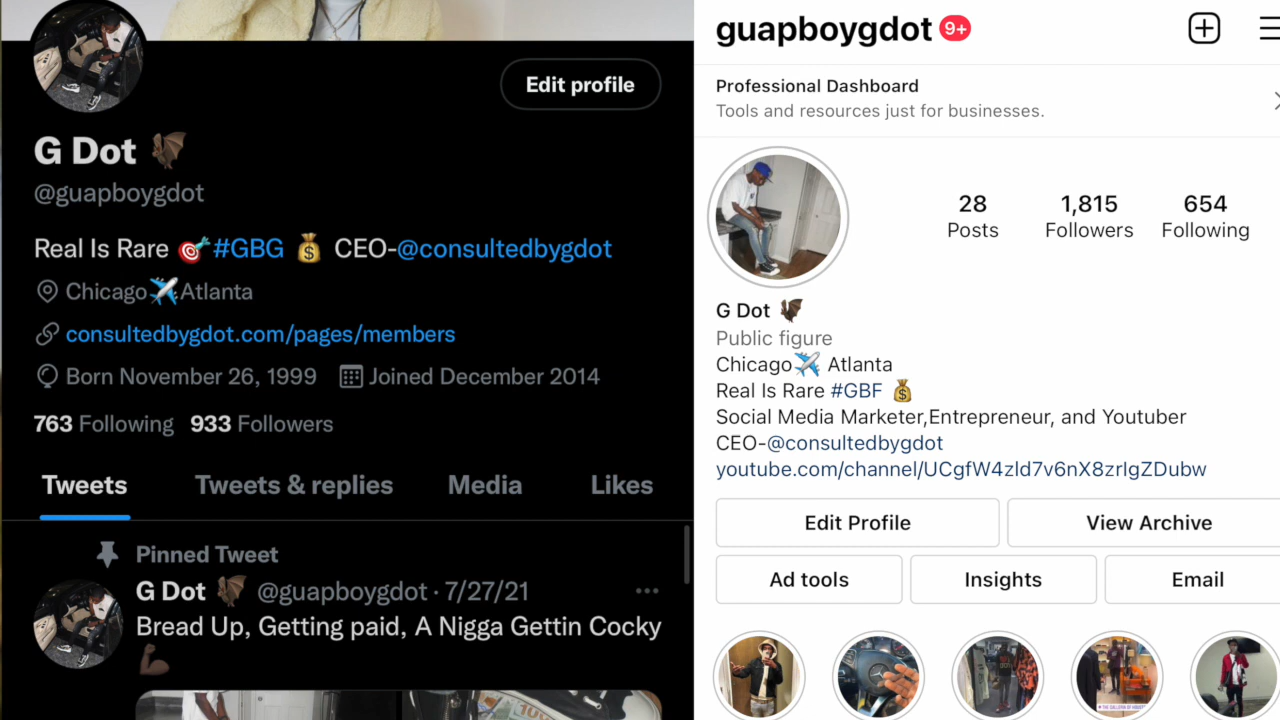 Edit profile
G Dot 🦇
@guapboygdot
Real Is Rare 🎯#GBG 💰 CEO-@consultedbygdot
Chicago✈️Atlanta
consultedbygdot.com/pages/members
Born November 26, 1999 Joined December 2014
763 Following 933 Followers
Tweets Tweets & replies Media Likes
Pinned Tweet
G Dot 🦇 @guapboygdot · 7/27/21 ...
Bread Up, Getting paid, A Nigga Gettin Cocky
💪🏾
guapboygdot 9+
Professional Dashboard
Tools and resources just for businesses.
28 1,815 654
Posts Followers Following
G Dot 🦇
Public figure
Chicago✈️ Atlanta
Real Is Rare #GBF 💰
Social Media Marketer,Entrepreneur, and Youtuber
CEO-@consultedbygdot
youtube.com/channel/UCgfW4zld7v6nX8zrIgZDubw
Edit Profile View Archive
Ad tools Insights Email